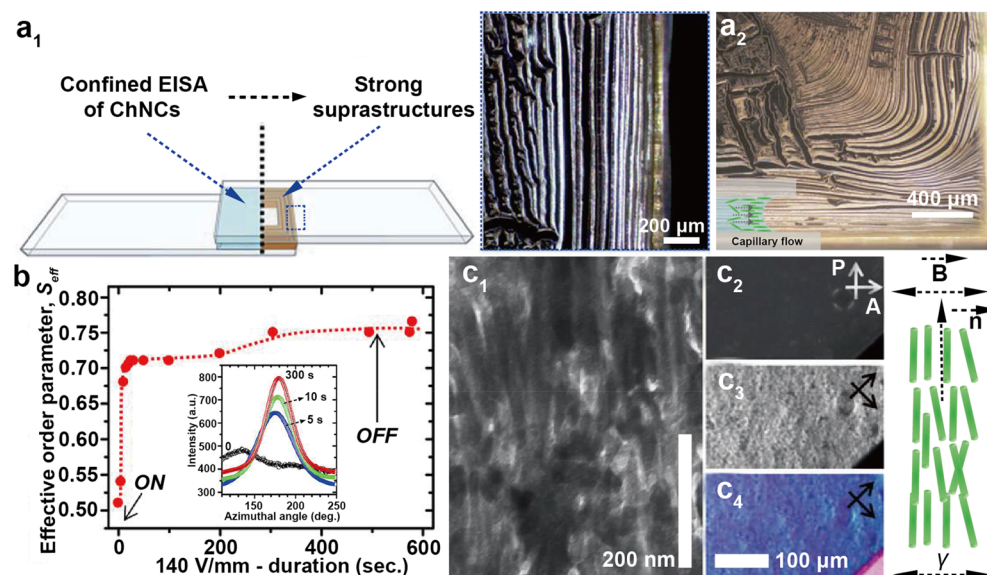 a1
Confined EISA
of ChNCs
Strong
suprastructures
200 µm
a2
400 µm
Capillary flow
b
Effective order parameter, Seff
0.80
0.75
0.70
0.65
0.60
0.55
0.50
ON
OFF
Intensity (a.u.)
800
700
600
500
400
300
300 s
10 s
5 s
0
150
200
250
Azimuthal angle (deg.)
0
200
400
600
140 V/mm - duration (sec.)
c1
200 nm
c2
P
A
c3
c4
100 µm
B
n
γ